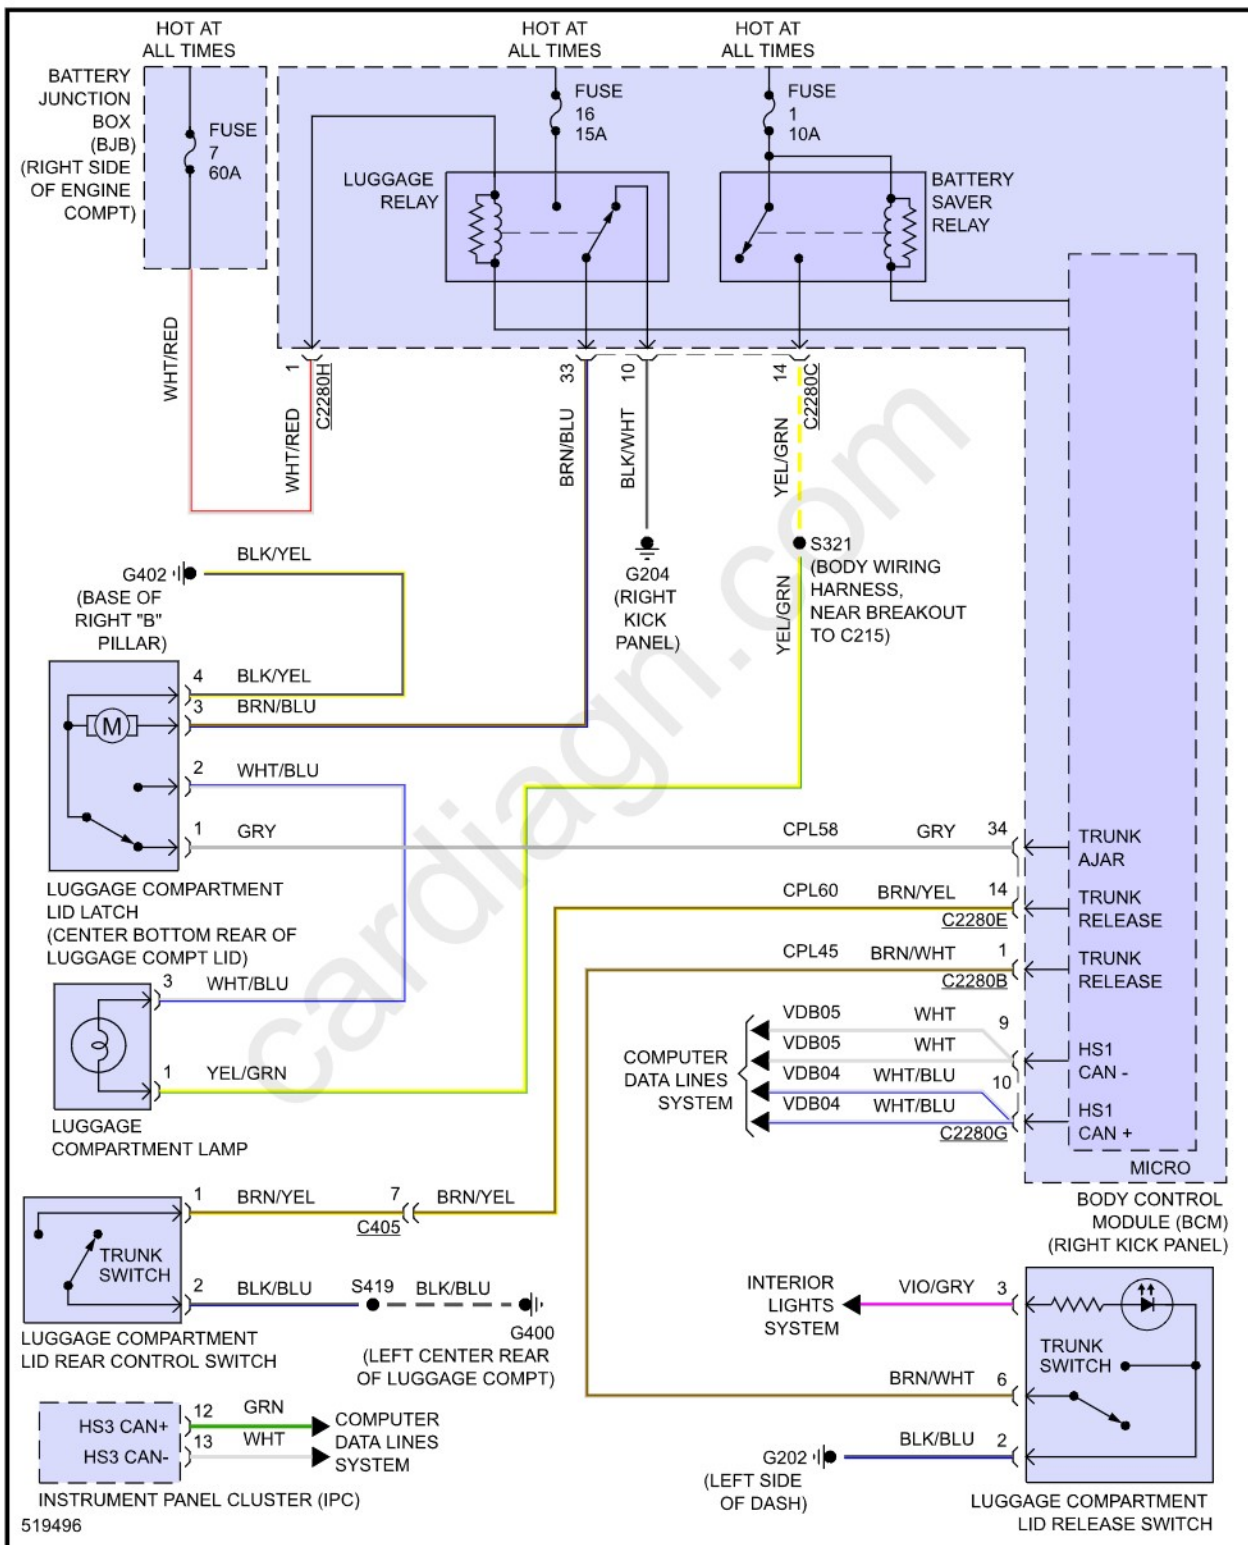 HOT AT
ALL TIMES
HOT AT
ALL TIMES
HOT AT
ALL TIMES
BATTERY
JUNCTION
BOX
(BJB)
(RIGHT SIDE
OF ENGINE
COMPT)
FUSE
7
60A
FUSE
16
15A
FUSE
1
10A
LUGGAGE
RELAY
BATTERY
SAVER
RELAY
WHT/RED
WHT/RED
1
C2280H
33
BRN/BLU
10
BLK/WHT
14
C2280C
YEL/GRN
S321
(BODY WIRING
HARNESS,
NEAR BREAKOUT
TO C215)
YEL/GRN
G204
(RIGHT
KICK
PANEL)
BLK/YEL
G402
(BASE OF
RIGHT "B"
PILLAR)
4 BLK/YEL
3 BRN/BLU
M
2 WHT/BLU
1 GRY
CPL58 GRY 34
TRUNK
AJAR
LUGGAGE COMPARTMENT
LID LATCH
(CENTER BOTTOM REAR OF
LUGGAGE COMPT LID)
CPL60 BRN/YEL 14
C2280E
TRUNK
RELEASE
CPL45 BRN/WHT 1
C2280B
TRUNK
RELEASE
3 WHT/BLU
1 YEL/GRN
LUGGAGE
COMPARTMENT LAMP
COMPUTER
DATA LINES
SYSTEM
VDB05 WHT 9
VDB05 WHT
VDB04 WHT/BLU 10
VDB04 WHT/BLU
C2280G
HS1
CAN -
HS1
CAN +
MICRO
BODY CONTROL
MODULE (BCM)
(RIGHT KICK PANEL)
1 BRN/YEL 7 BRN/YEL
C405
TRUNK
SWITCH
2 BLK/BLU S419 BLK/BLU
G400
(LEFT CENTER REAR
OF LUGGAGE COMPT)
LUGGAGE COMPARTMENT
LID REAR CONTROL SWITCH
INTERIOR
LIGHTS
SYSTEM
VIO/GRY 3
TRUNK
SWITCH
BRN/WHT 6
BLK/BLU 2
G202
(LEFT SIDE
OF DASH)
LUGGAGE COMPARTMENT
LID RELEASE SWITCH
HS3 CAN+ 12 GRN
HS3 CAN- 13 WHT
COMPUTER
DATA LINES
SYSTEM
INSTRUMENT PANEL CLUSTER (IPC)
519496
cardiagn.com